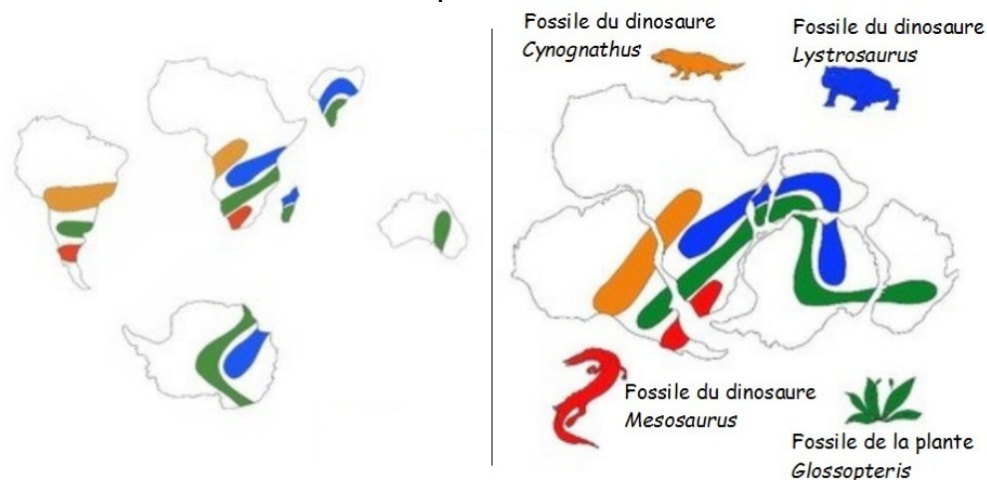 Fossile du dinosaure
Cynognathus
Fossile du dinosaure
Lystrosaurus
Fossile du dinosaure
Mesosaurus
Fossile de la plante
Glossopteris